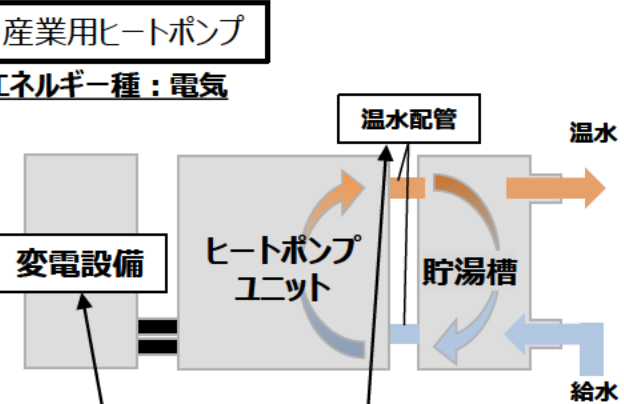 産業用ヒートポンプ
エネルギー種：電気
温水配管
温水
変電設備
ヒートポンプ
ユニット
貯湯槽
給水